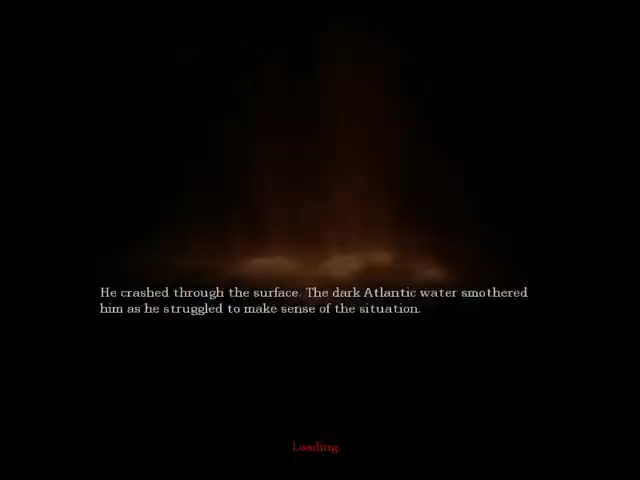 He crashed through the surface. The dark Atlantic water smothered
him as he struggled to make sense of the situation.
Loading.